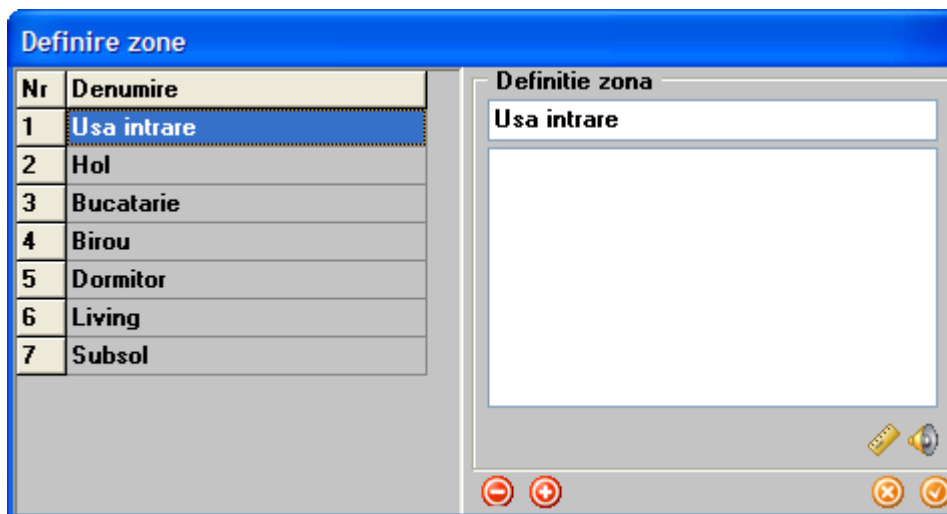 Definire zone
Nr Denumire
1 Usa intrare
2 Hol
3 Bucatarie
4 Birou
5 Dormitor
6 Living
7 Subsol
Definitie zona
Usa intrare